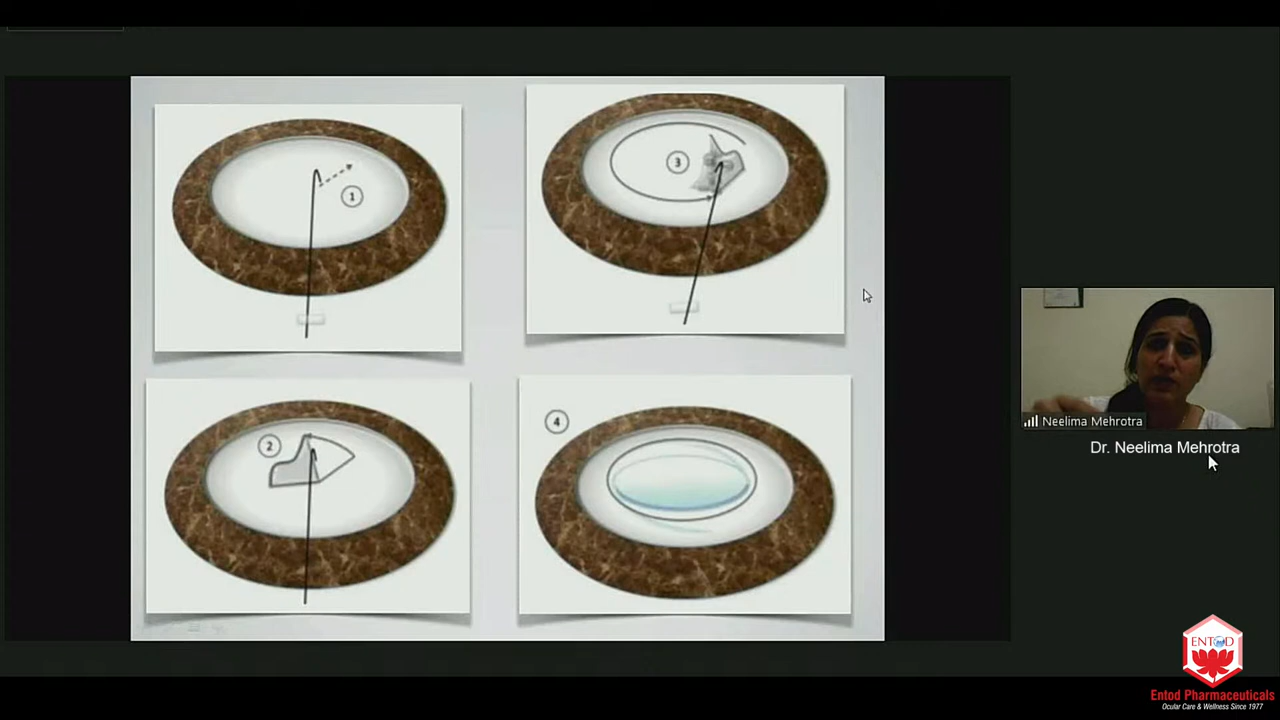 1
3
2
4
Neelima Mehrotra
Dr. Neelima Mehrotra
ENTOD
Entod Pharmaceuticals
Ocular Care & Wellness Since 1977